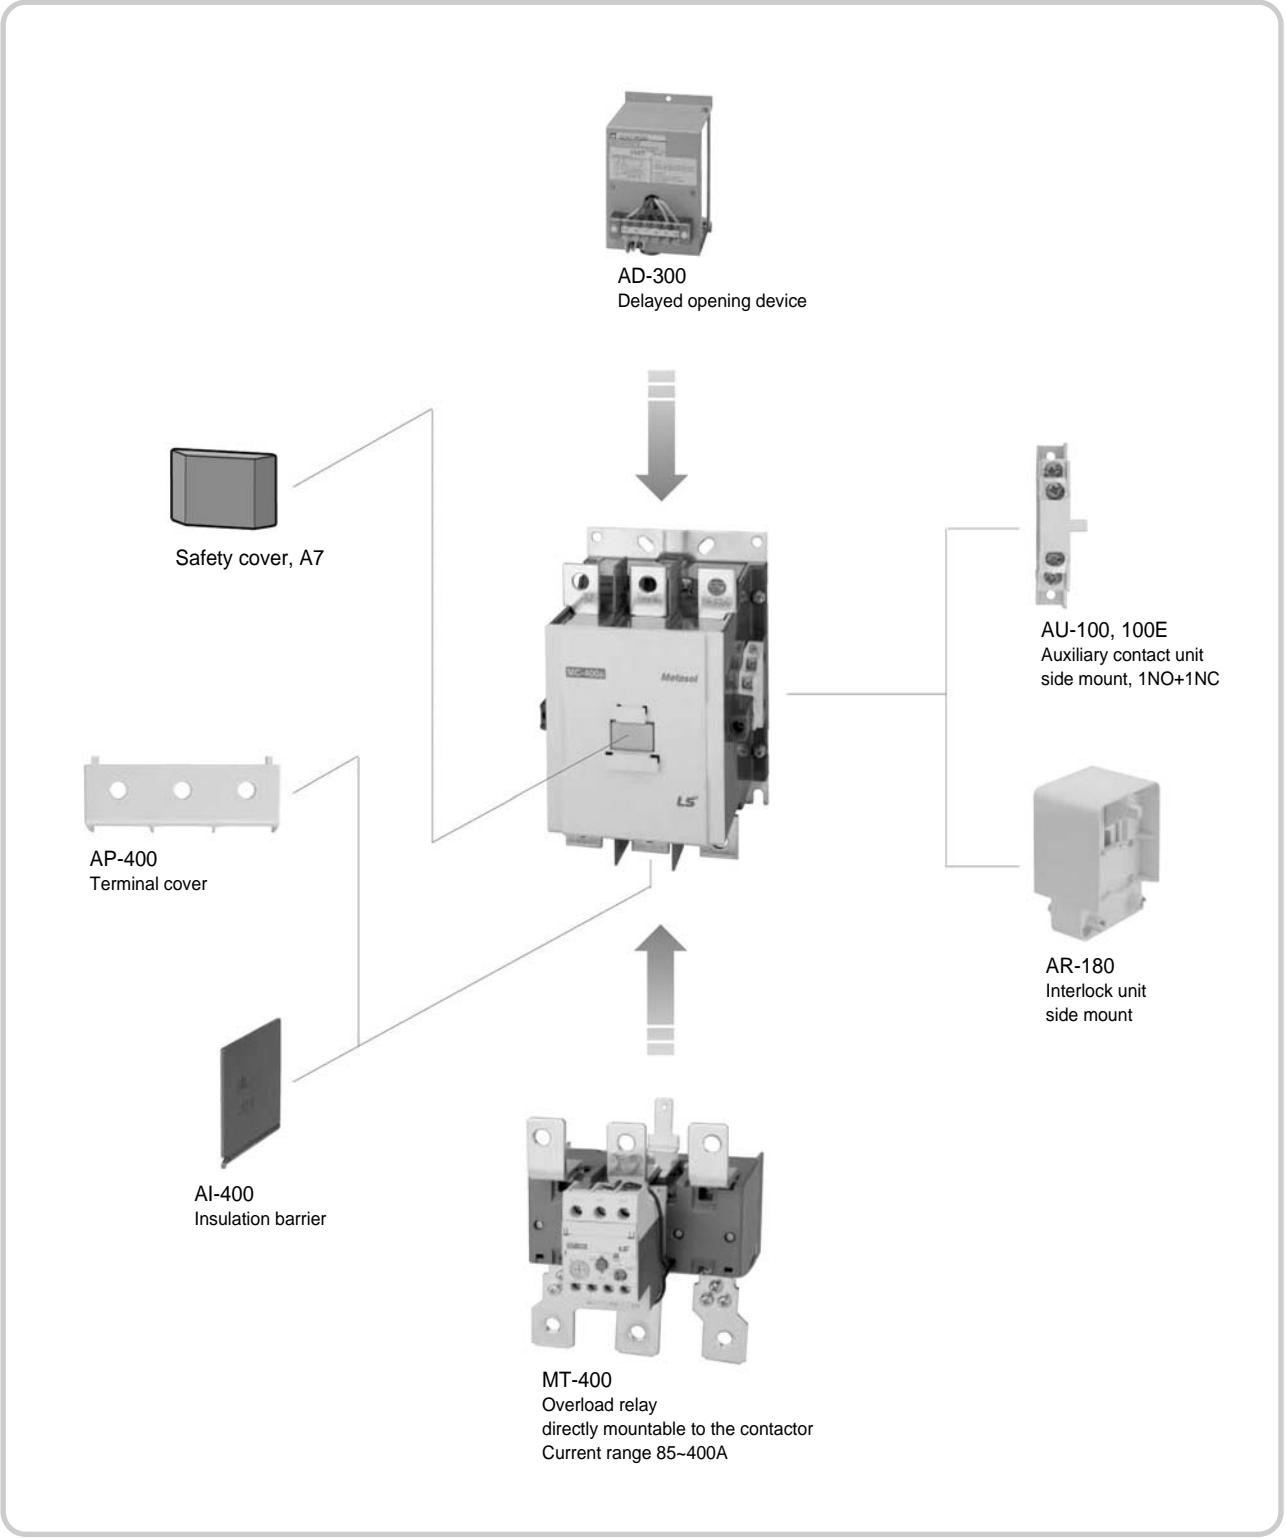 AD-300
Delayed opening device
Safety cover, A7
MC-400a
Metasol
LS
AU-100, 100E
Auxiliary contact unit
side mount, 1NO+1NC
AP-400
Terminal cover
AR-180
Interlock unit
side mount
AI-400
Insulation barrier
LS
MT-400
Overload relay
directly mountable to the contactor
Current range 85~400A